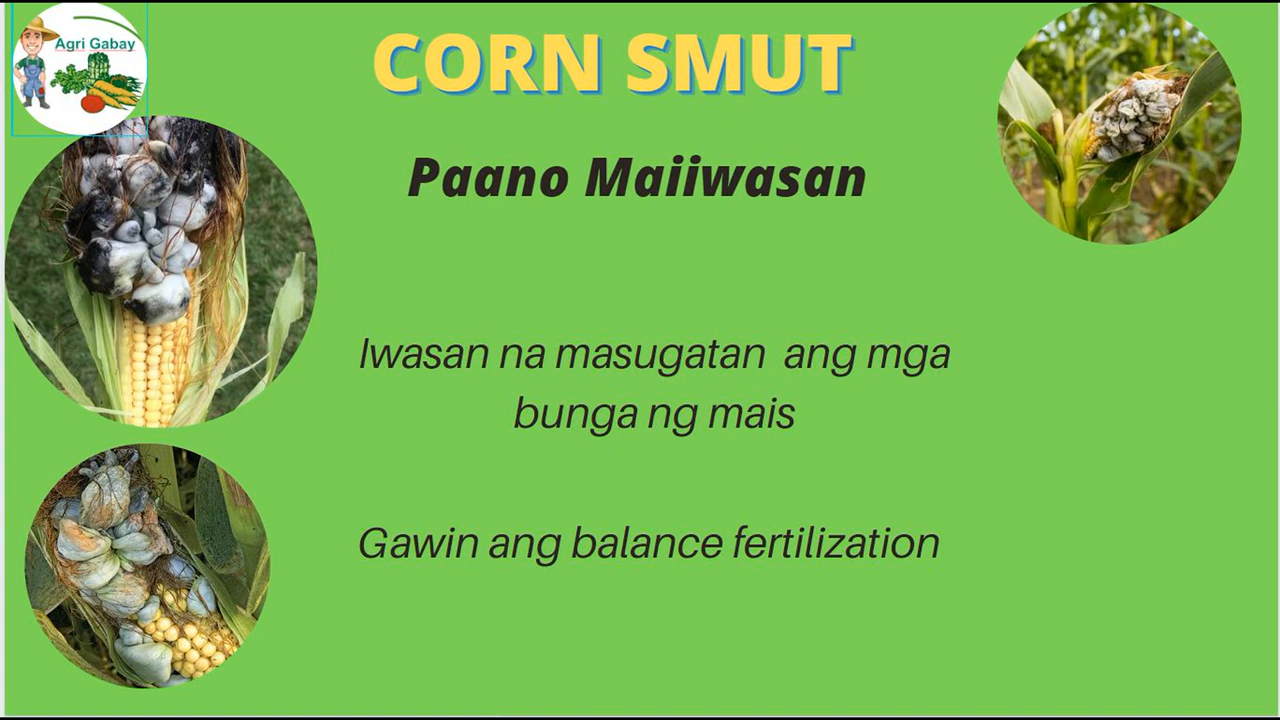 Agri Gabay
CORN SMUT
Paano Maiiwasan
Iwasan na masugatan ang mga
bunga ng mais
Gawin ang balance fertilization